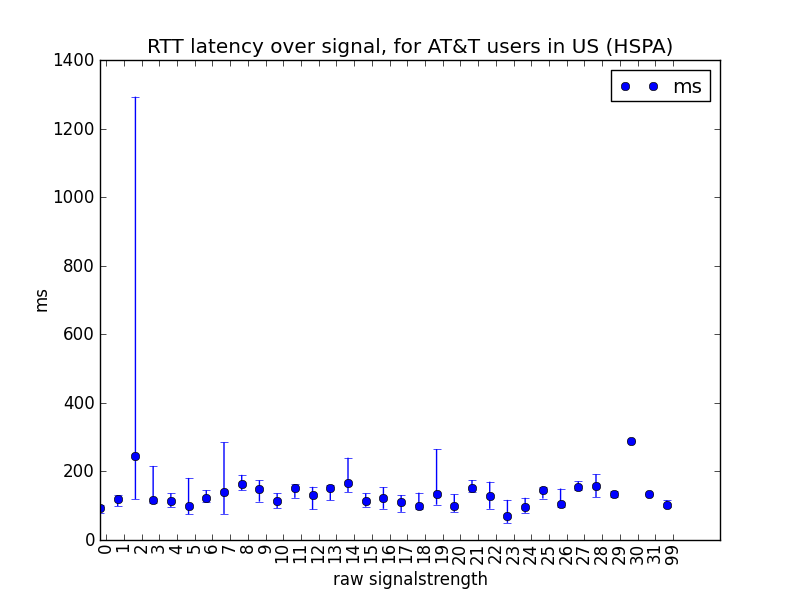 RTT latency over signal, for AT&T users in US (HSPA)
ms
1400
1200
1000
800
600
400
200
0
ms
0 1 2 3 4 5 6 7 8 9 10 11 12 13 14 15 16 17 18 19 20 21 22 23 24 25 26 27 28 29 30 31 99
raw signalstrength